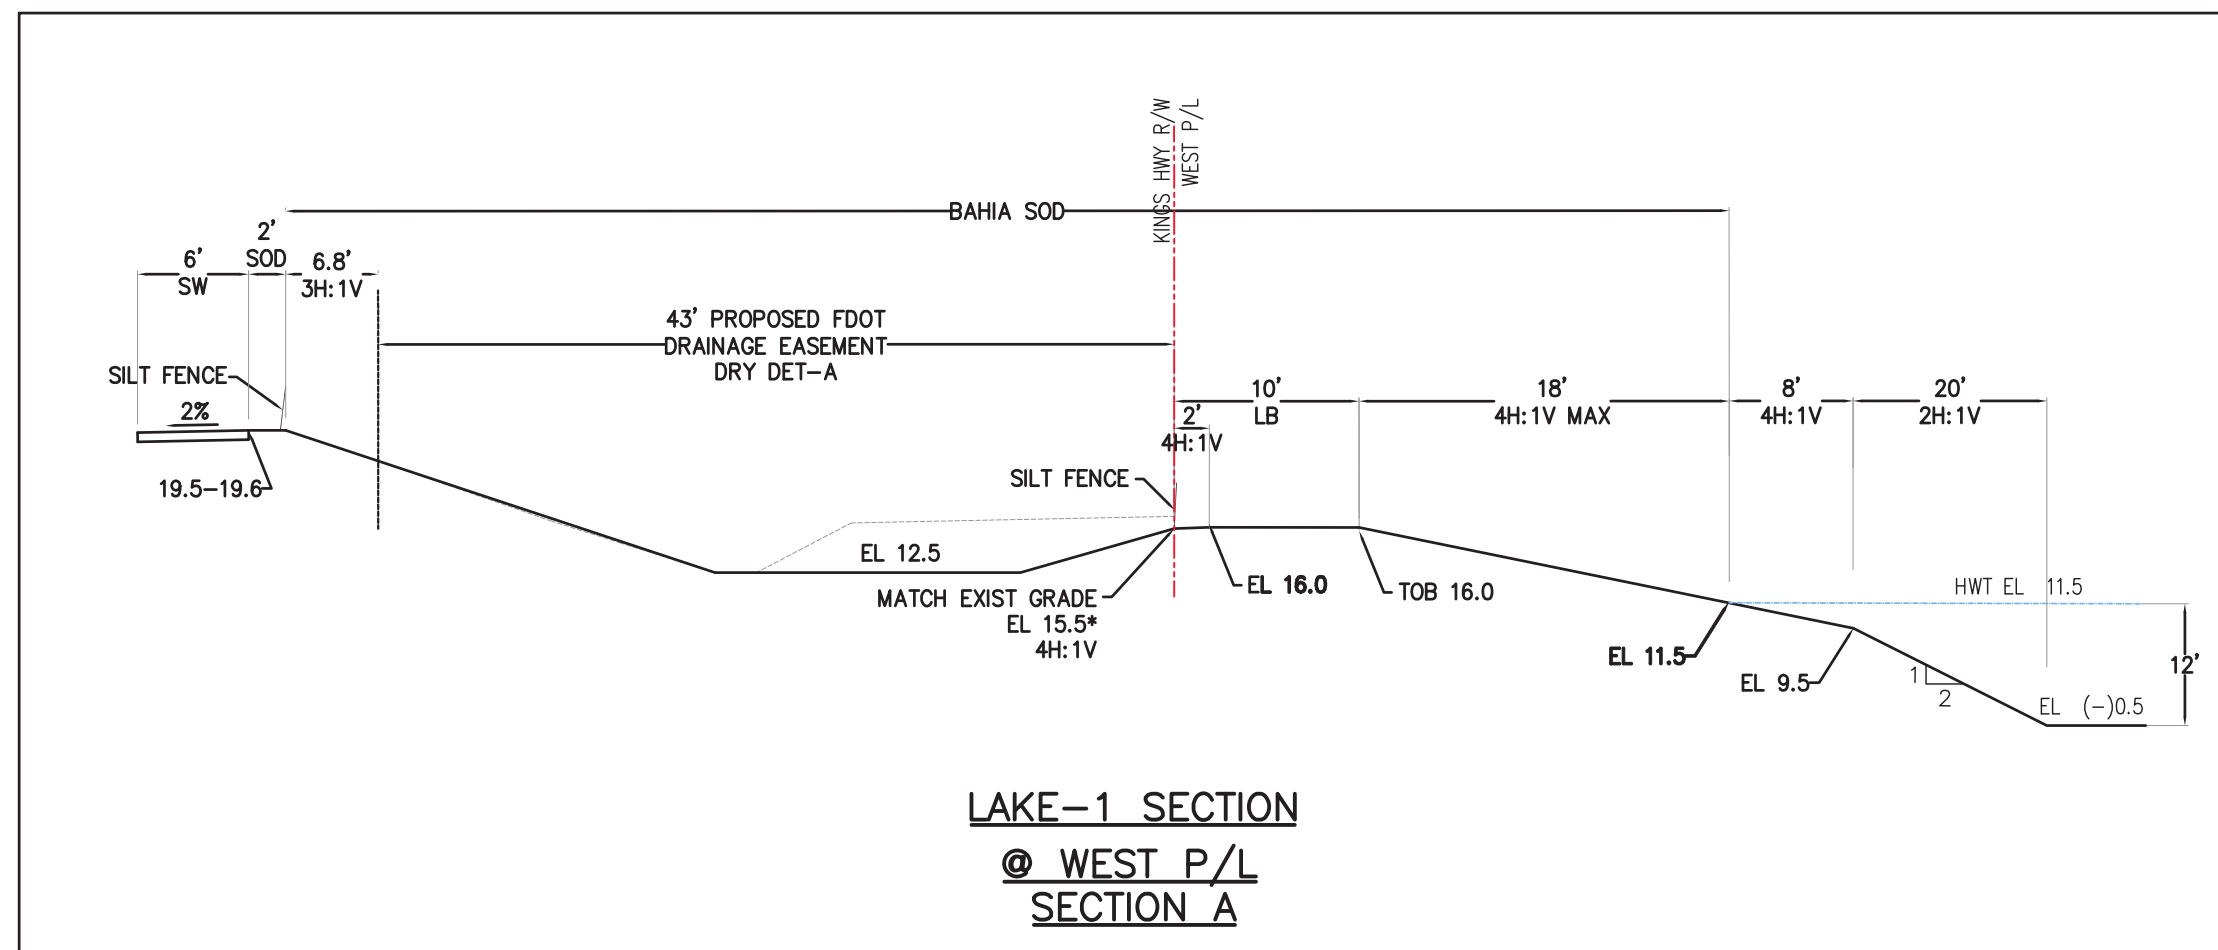 KINGS HWY R/W
WEST P/L
BAHIA SOD
6'
SW
2'
SOD
6.8'
3H:1V
43' PROPOSED FDOT
DRAINAGE EASEMENT
DRY DET-A
SILT FENCE
2%
19.5-19.6
10'
LB
2'
4H:1V
18'
4H:1V MAX
8'
4H:1V
20'
2H:1V
SILT FENCE
EL 12.5
MATCH EXIST GRADE
EL 15.5*
4H:1V
EL 16.0
TOB 16.0
HWT EL 11.5
EL 11.5
EL 9.5
1
2
12'
EL (-)0.5
LAKE-1 SECTION
@ WEST P/L
SECTION A